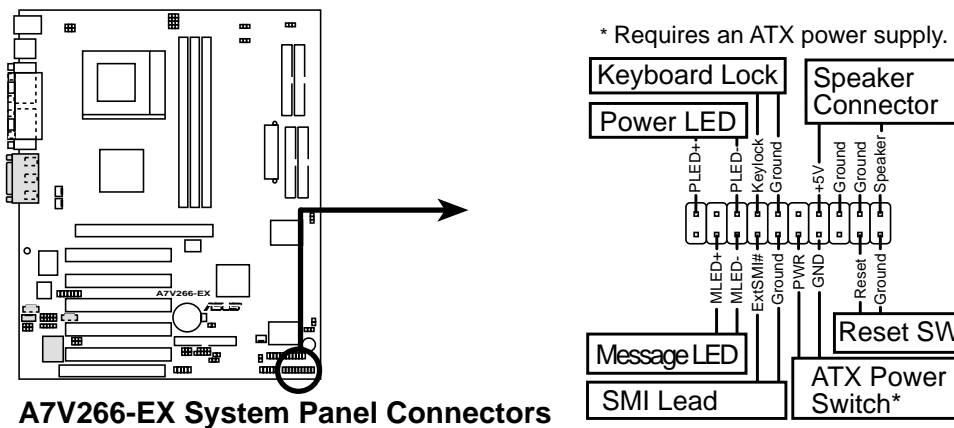 * Requires an ATX power supply.
Keyboard Lock
Speaker
Connector
Power LED
PLED+
PLED-
Keylock
Ground
+5V
Ground
Ground
Speaker
MLED+
MLED-
ExtSMI#
Ground
PWR
GND
Reset
Ground
Reset SW
Message LED
SMI Lead
ATX Power
Switch*
A7V266-EX
ASUS
A7V266-EX System Panel Connectors